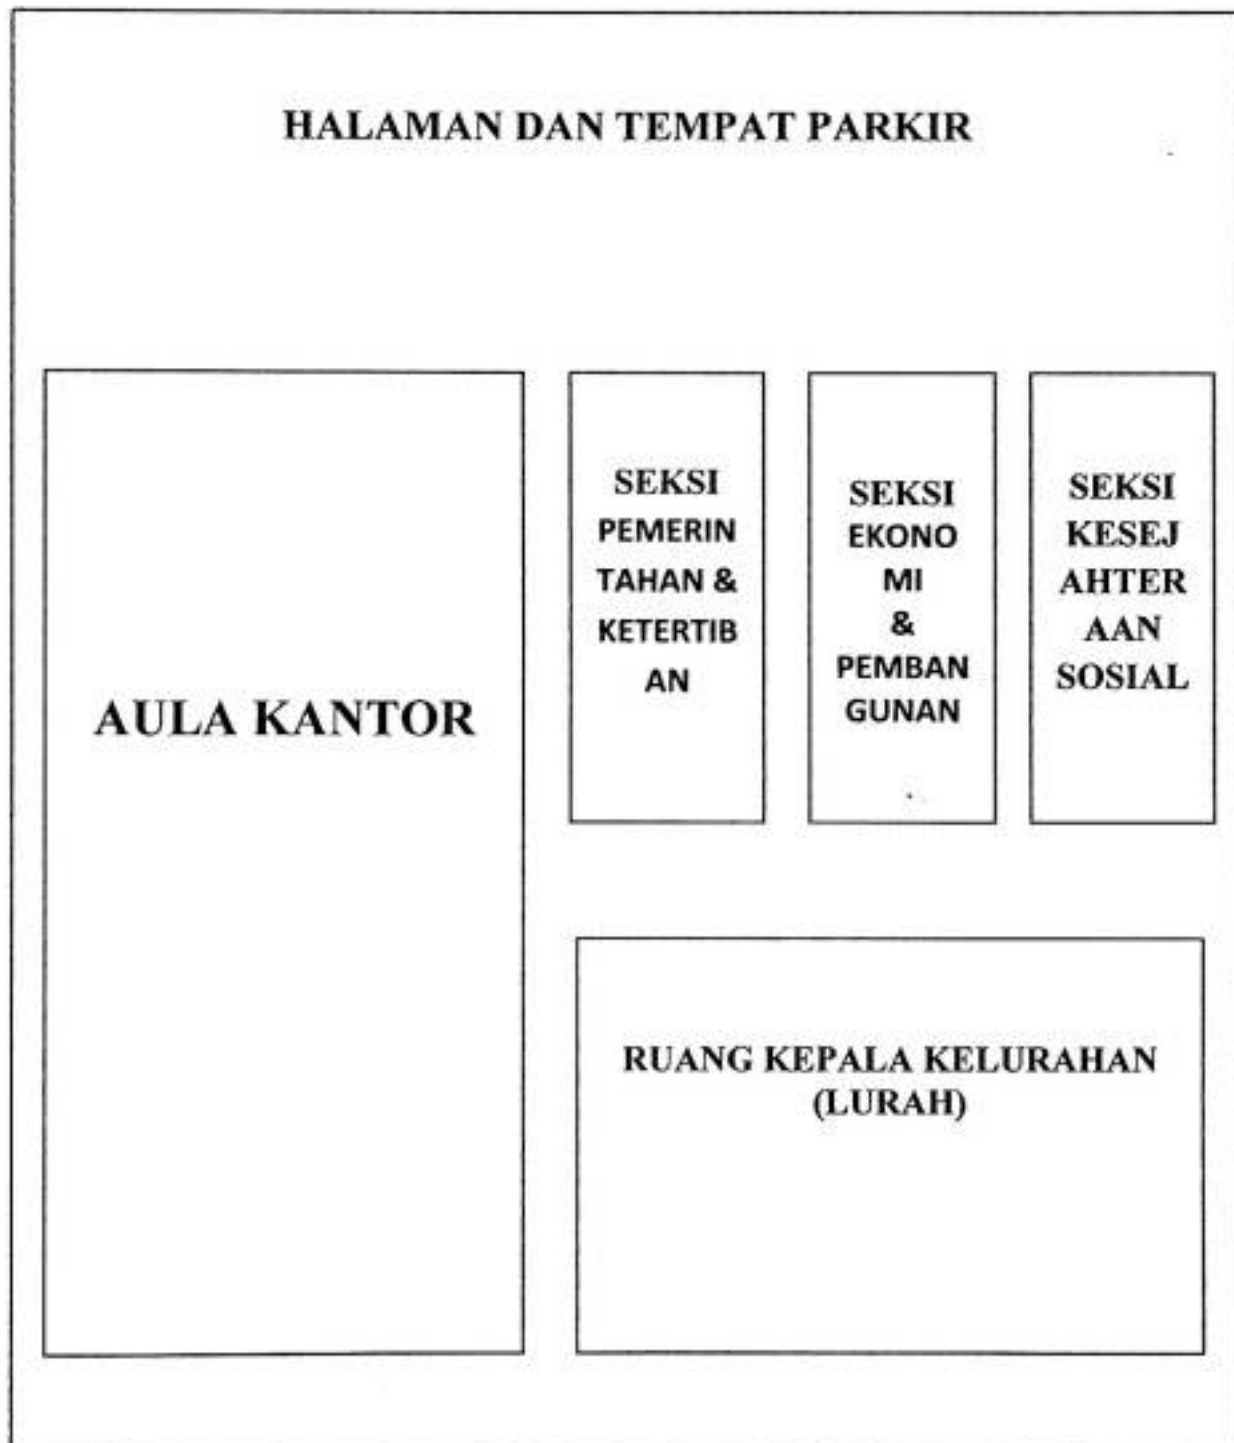 HALAMAN DAN TEMPAT PARKIR
AULA KANTOR
SEKSI
PEMERIN
TAHAN &
KETERTIB
AN
SEKSI
EKONO
MI
&
PEMBAN
GUNAN
SEKSI
KESEJ
AHTER
AAN
SOSIAL
RUANG KEPALA KELURAHAN
(LURAH)